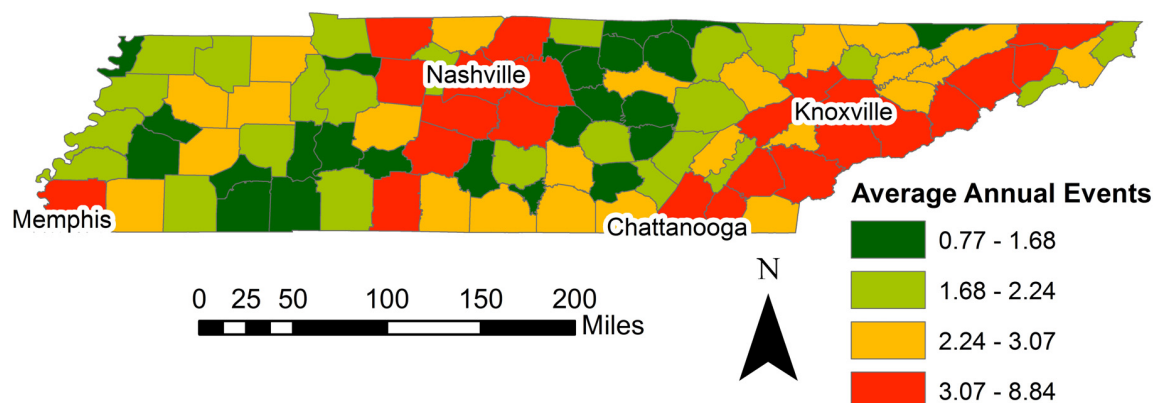 Nashville
Knoxville
Memphis
Chattanooga
Average Annual Events
0.77 - 1.68
1.68 - 2.24
2.24 - 3.07
3.07 - 8.84
N
0 25 50 100 150 200
Miles